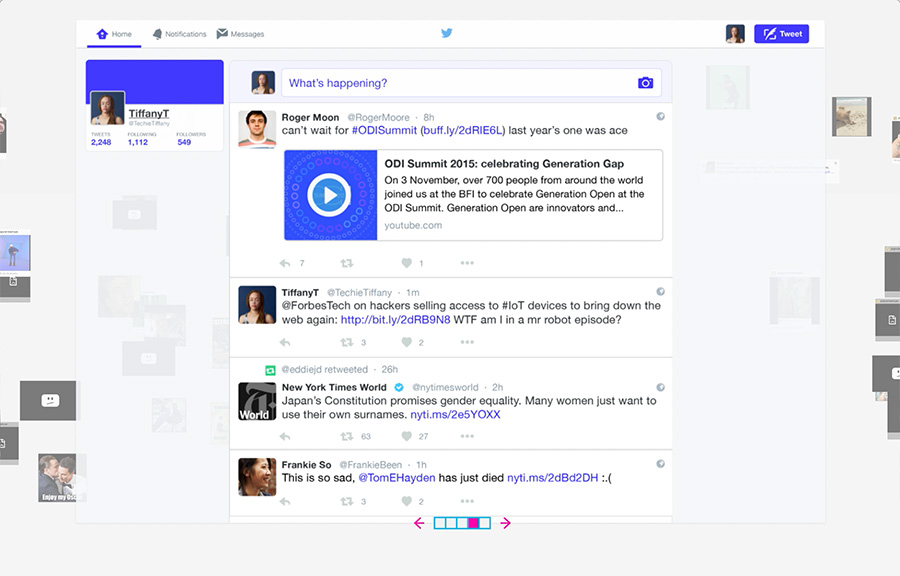 Home
Notifications
Messages
Tweet
TiffanyT
@TechieTiffany
TWEETS FOLLOWING FOLLOWERS
2,248 1,112 549
What's happening?
Roger Moon @RogerMoore · 8h
can't wait for #ODISummit (buff.ly/2dRlE6L) last year's one was ace
ODI Summit 2015: celebrating Generation Gap
On 3 November, over 700 people from around the world
joined us at the BFI to celebrate Generation Open at the
ODI Summit. Generation Open are innovators and...
youtube.com
7 1
TiffanyT @TechieTiffany · 1m
@ForbesTech on hackers selling access to #IoT devices to bring down the
web again: http://bit.ly/2dRB9N8 WTF am I in a mr robot episode?
3 2
@eddiejd retweeted · 26h
New York Times World @nytimesworld · 2h
World
Japan's Constitution promises gender equality. Many women just want to
use their own surnames. nyti.ms/2e5YOXX
63 27
Frankie So @FrankieBeen · 1h
This is so sad, @TomEHayden has just died nyti.ms/2dBd2DH :.(
3 2